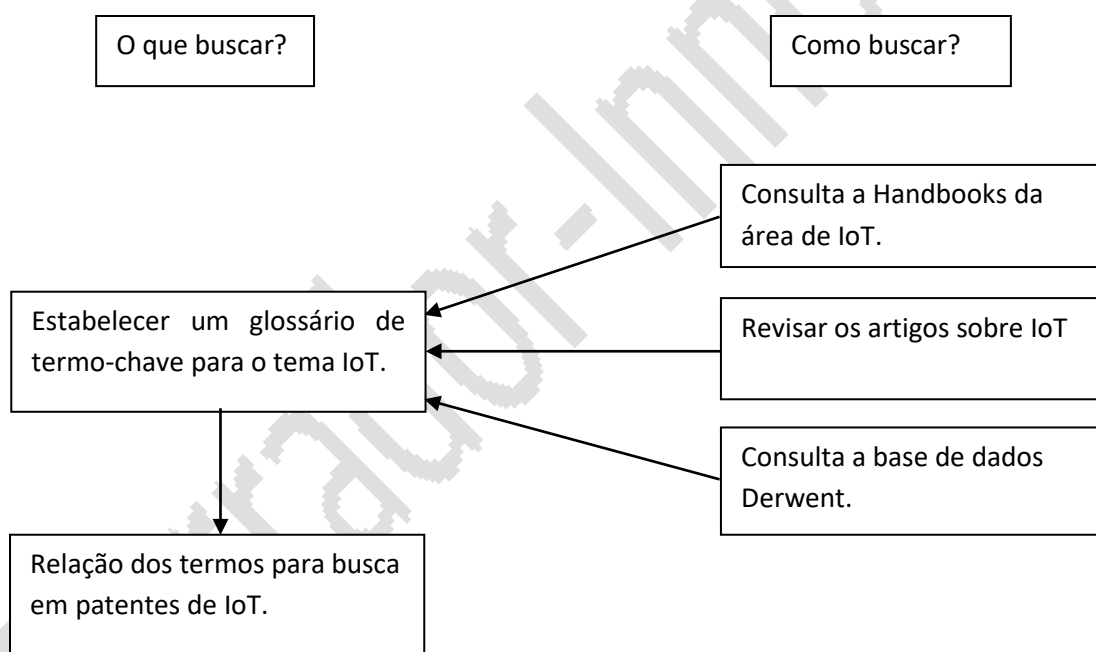 O que buscar?
Como buscar?
Consulta a Handbooks da
área de IoT.
Estabelecer um glossário de
termo-chave para o tema IoT.
Revisar os artigos sobre IoT
Consulta a base de dados
Derwent.
Relação dos termos para busca
em patentes de IoT.